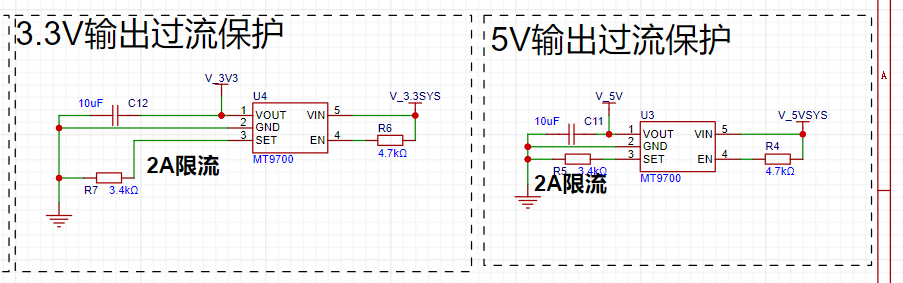 3.3V输出过流保护
V_3V3
U4
10uF
C12
1
VOUT
VIN
5
V_3.3SYS
2
GND
R6
3
SET
EN
4
4.7kΩ
MT9700
2A限流
R7
3.4kΩ
5V输出过流保护
V_5V
U3
10uF
C11
1
VOUT
VIN
5
V_5VSYS
2
GND
R4
3
SET
EN
4
4.7kΩ
MT9700
R5
3.4kΩ
2A限流
A